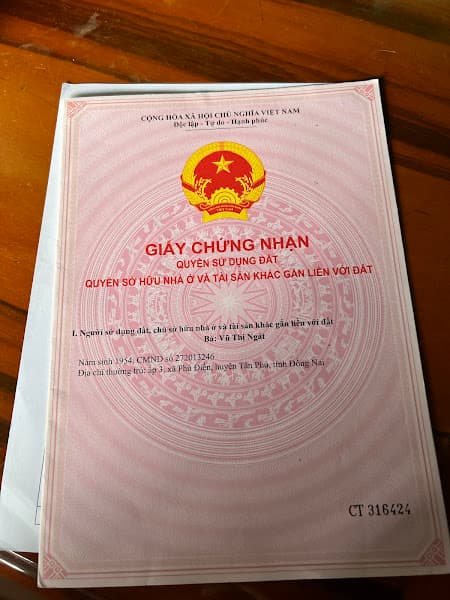 CỘNG HÒA XÃ HỘI CHỦ NGHĨA VIỆT NAM
Độc lập - Tự do - Hạnh phúc
VIỆT NAM
GIẤY CHỨNG NHẬN
QUYỀN SỬ DỤNG ĐẤT
QUYỀN SỞ HỮU NHÀ Ở VÀ TÀI SẢN KHÁC GẮN LIỀN VỚI ĐẤT
I. Người sử dụng đất, chủ sở hữu nhà ở và tài sản khác gắn liền với đất
Bà: Vũ Thị Ngát
Năm sinh 1954, CMND số 272013246
Địa chỉ thường trú: ấp 3, xã Phú Điền, huyện Tân Phú, tỉnh Đồng Nai
CT 316424